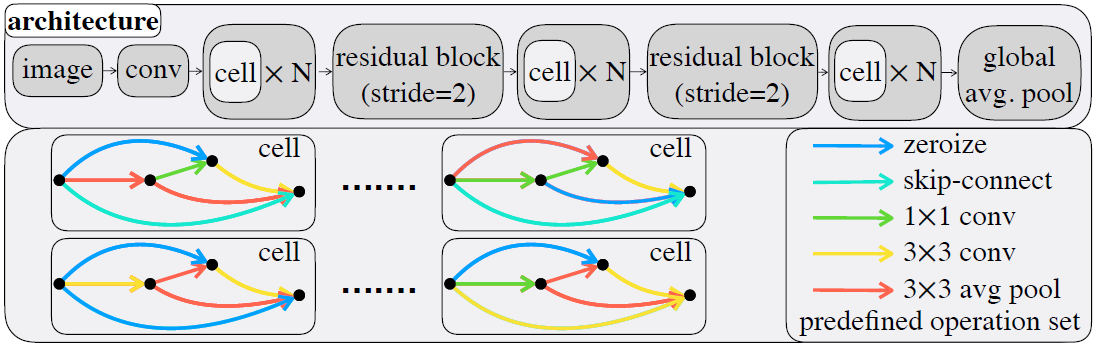 architecture
image
conv
cell × N
residual block
(stride=2)
cell × N
residual block
(stride=2)
cell × N
global
avg. pool
cell
.......
cell
cell
.......
cell
zeroize
skip-connect
1×1 conv
3×3 conv
3×3 avg pool
predefined operation set